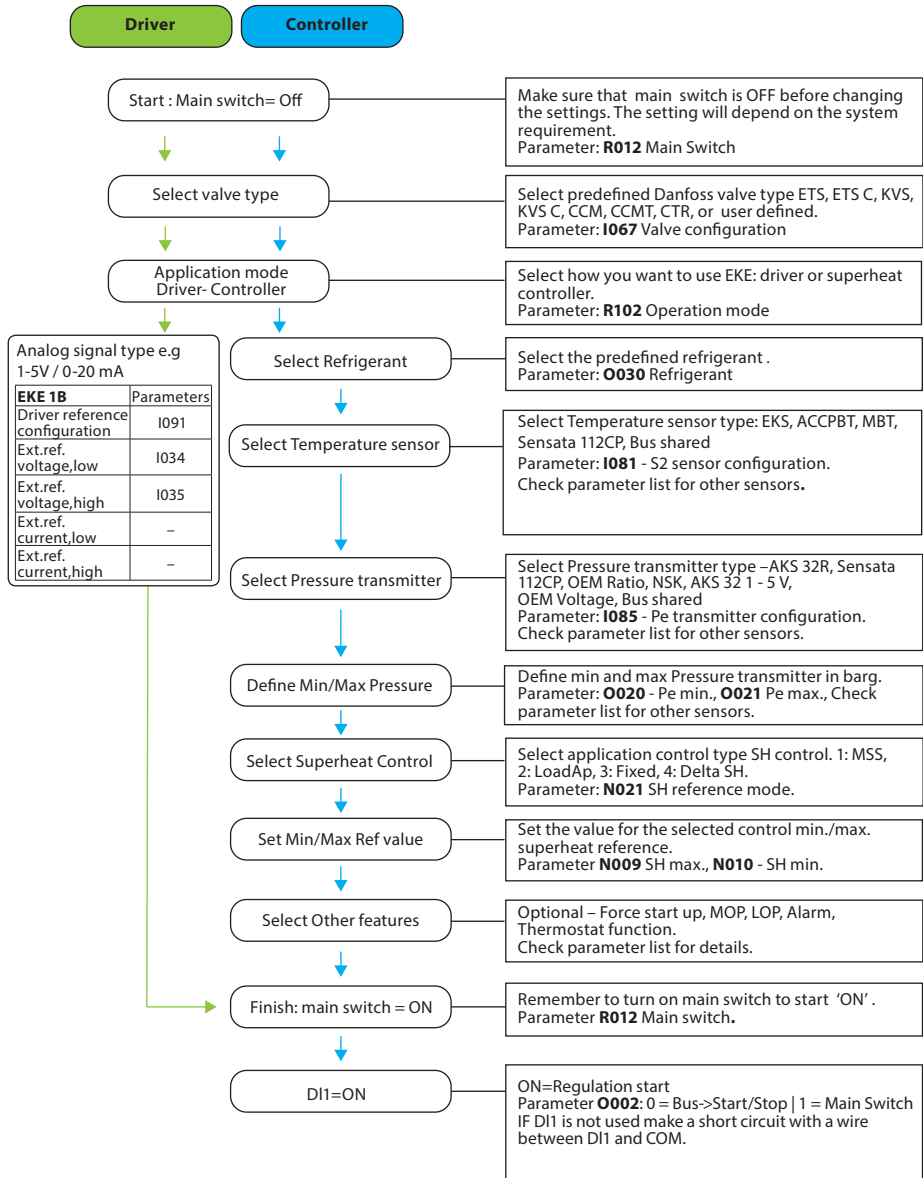 Driver
Controller
Start : Main switch= Off
Make sure that main switch is OFF before changing
the settings. The setting will depend on the system
requirement.
Parameter: R012 Main Switch
Select valve type
Select predefined Danfoss valve type ETS, ETS C, KVS,
KVS C, CCM, CCMT, CTR, or user defined.
Parameter: I067 Valve configuration
Application mode
Driver- Controller
Select how you want to use EKE: driver or superheat
controller.
Parameter: R102 Operation mode
Analog signal type e.g
1-5V / 0-20 mA
EKE 1B Parameters
Driver reference
configuration I091
Ext.ref.
voltage,low I034
Ext.ref.
voltage,high I035
Ext.ref.
current,low –
Ext.ref.
current,high –
Select Refrigerant
Select the predefined refrigerant .
Parameter: O030 Refrigerant
Select Temperature sensor
Select Temperature sensor type: EKS, ACCPBT, MBT,
Sensata 112CP, Bus shared
Parameter: I081 - S2 sensor configuration.
Check parameter list for other sensors.
Select Pressure transmitter
Select Pressure transmitter type –AKS 32R, Sensata
112CP, OEM Ratio, NSK, AKS 32 1 - 5 V,
OEM Voltage, Bus shared
Parameter: I085 - Pe transmitter configuration.
Check parameter list for other sensors.
Define Min/Max Pressure
Define min and max Pressure transmitter in barg.
Parameter: O020 - Pe min., O021 Pe max., Check
parameter list for other sensors.
Select Superheat Control
Select application control type SH control. 1: MSS,
2: LoadAp, 3: Fixed, 4: Delta SH.
Parameter: N021 SH reference mode.
Set Min/Max Ref value
Set the value for the selected control min./max.
superheat reference.
Parameter N009 SH max., N010 - SH min.
Select Other features
Optional – Force start up, MOP, LOP, Alarm,
Thermostat function.
Check parameter list for details.
Finish: main switch = ON
Remember to turn on main switch to start ‘ON’ .
Parameter R012 Main switch.
DI1=ON
ON=Regulation start
Parameter O002: 0 = Bus->Start/Stop | 1 = Main Switch
IF DI1 is not used make a short circuit with a wire
between DI1 and COM.